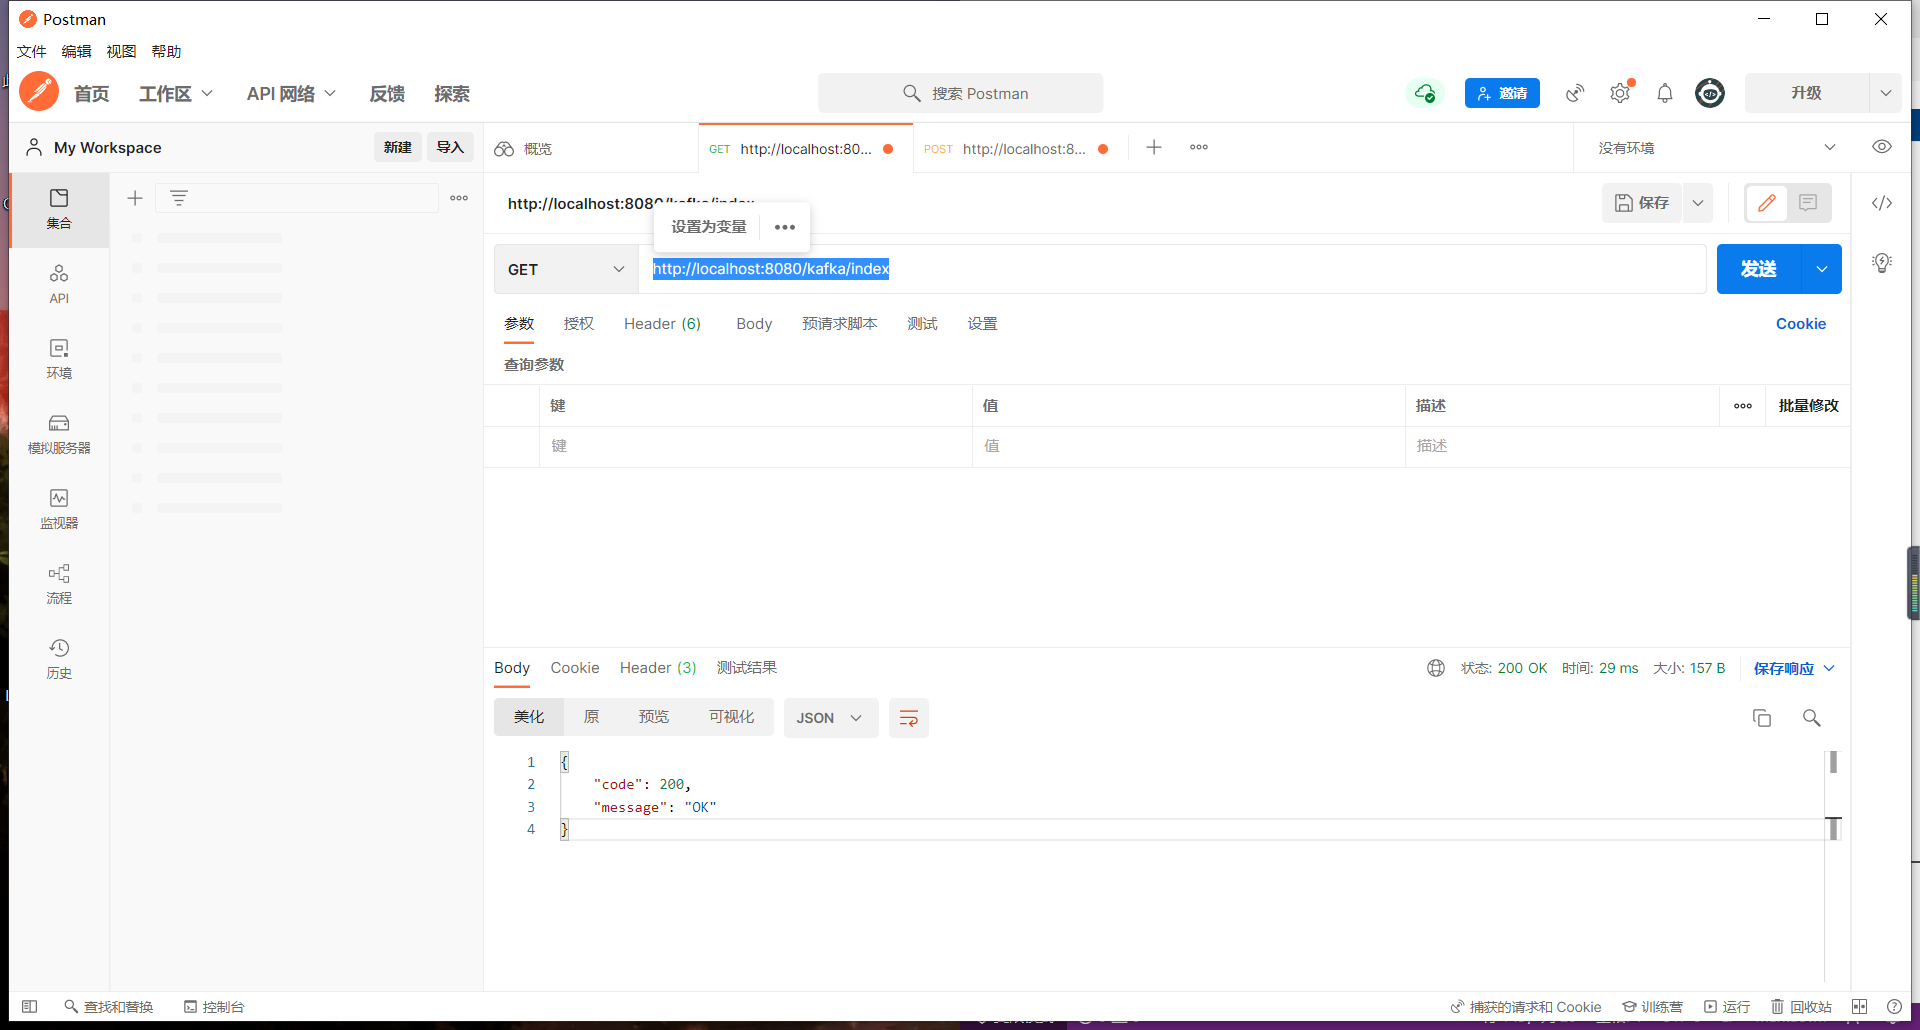 Postman
文件 编辑 视图 帮助
首页 工作区 API 网络 反馈 探索 搜索 Postman 邀请 升级
My Workspace 新建 导入 概览 GET http://localhost:80... POST http://localhost:8... 没有环境
集合
API
环境
模拟服务器
监视器
流程
历史
http://localhost:8080/kafka/index 保存
设置为变量
GET http://localhost:8080/kafka/index 发送
参数 授权 Header (6) Body 预请求脚本 测试 设置 Cookie
查询参数
键 值 描述 批量修改
键 值 描述
Body Cookie Header (3) 测试结果 状态: 200 OK 时间: 29 ms 大小: 157 B 保存响应
美化 原 预览 可视化 JSON
1 {
2 "code": 200,
3 "message": "OK"
4 }
查找和替换 控制台 捕获的请求和 Cookie 训练营 运行 回收站